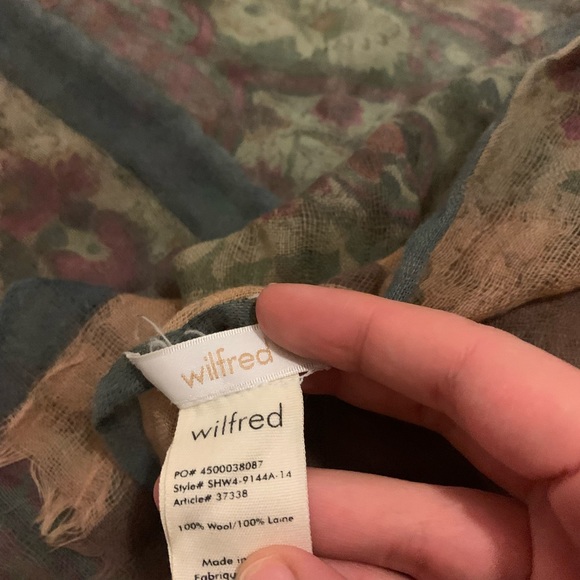 wilfred
wilfred
PO# 4500038087
Style# SHW4-9144A-14
Article# 37338
100% Wool/100% Laine
Made in
Fabriqu